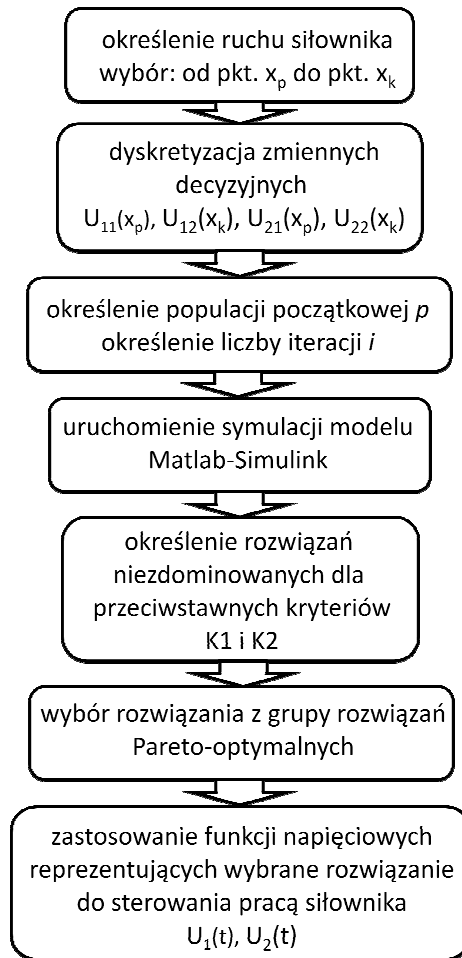 określenie ruchu siłownika
wybór: od pkt. xₚ do pkt. xₖ
dyskretyzacja zmiennych
decyzyjnych
U₁₁(xₚ), U₁₂(xₖ), U₂₁(xₚ), U₂₂(xₖ)
określenie populacji początkowej p
określenie liczby iteracji i
uruchomienie symulacji modelu
Matlab-Simulink
określenie rozwiązań
niezdominowanych dla
przeciwstawnych kryteriów
K1 i K2
wybór rozwiązania z grupy rozwiązań
Pareto-optymalnych
zastosowanie funkcji napięciowych
reprezentujących wybrane rozwiązanie
do sterowania pracą siłownika
U₁(t), U₂(t)